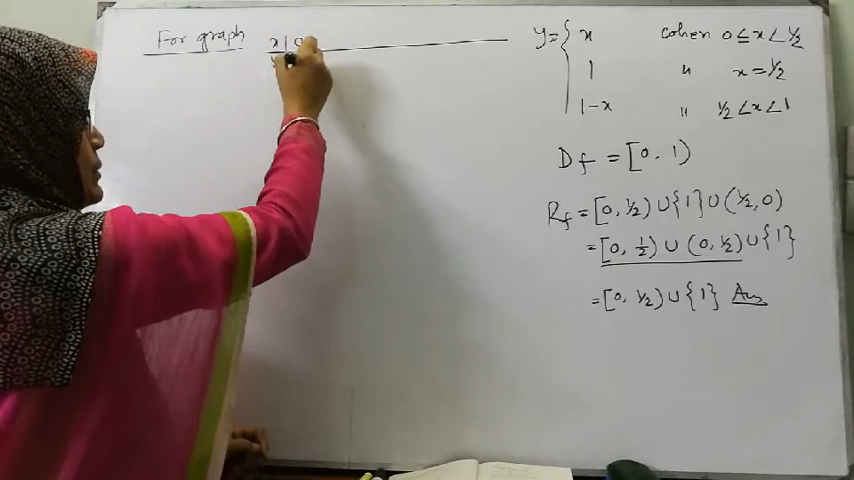 For graph
x | 0
y = { x when 0 ≤ x < 1/2
1 " x = 1/2
1-x " 1/2 < x < 1
Df = [0, 1)
Rf = [0, 1/2) ∪ {1} ∪ (1/2, 0)
= [0, 1/2) ∪ (0, 1/2) ∪ {1}
= [0, 1/2) ∪ {1} Ans